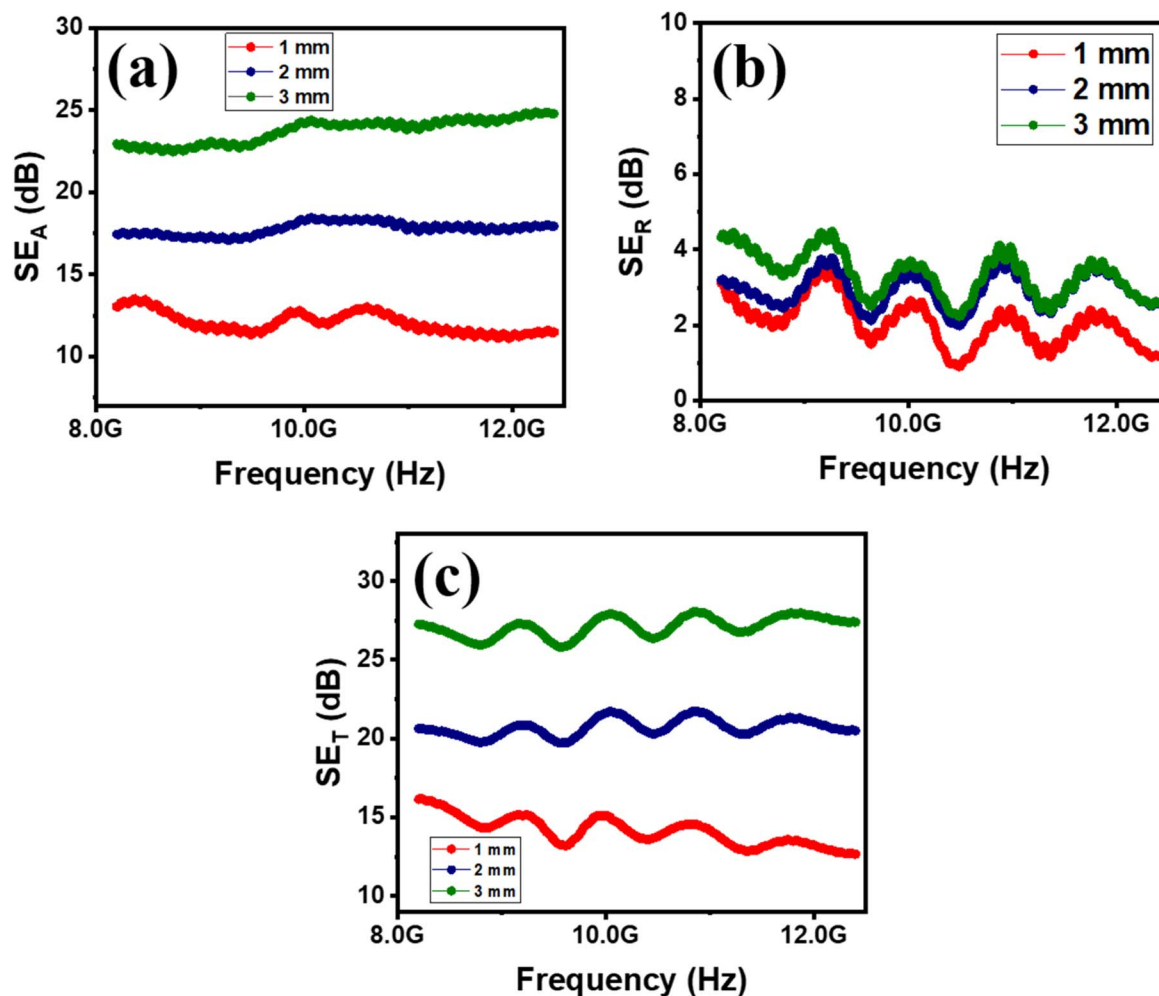 (a)
1 mm
2 mm
3 mm
30
25
20
15
10
SE_A (dB)
8.0G 10.0G 12.0G
Frequency (Hz)
(b)
1 mm
2 mm
3 mm
10
8
6
4
2
0
SE_R (dB)
8.0G 10.0G 12.0G
Frequency (Hz)
(c)
30
25
20
15
10
SE_T (dB)
1 mm
2 mm
3 mm
8.0G 10.0G 12.0G
Frequency (Hz)